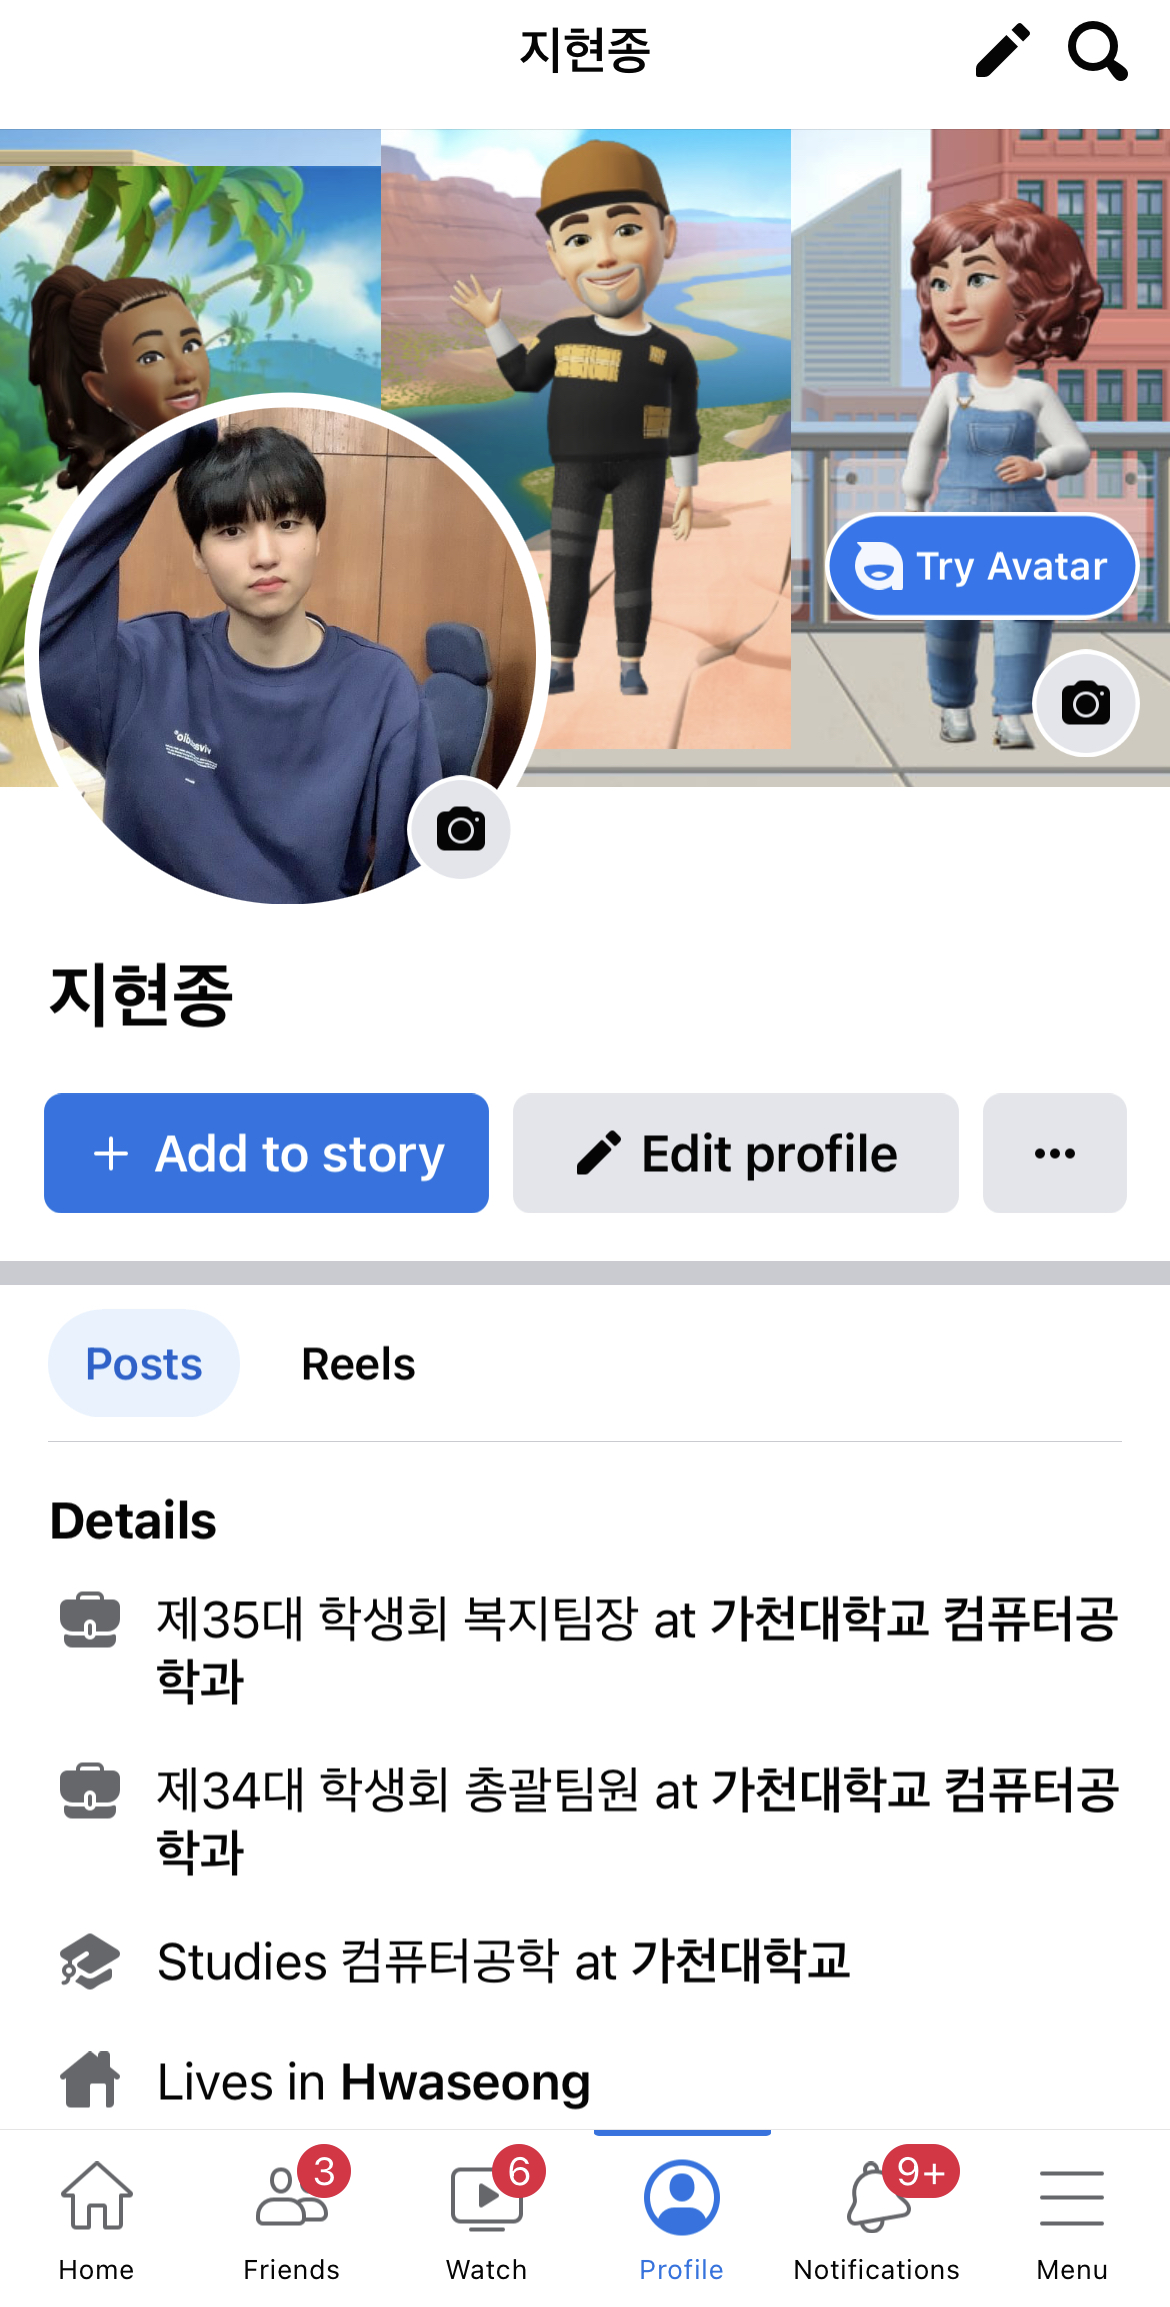 지현종
Try Avatar
지현종
+ Add to story
Edit profile
Posts
Reels
Details
제35대 학생회 복지팀장 at 가천대학교 컴퓨터공
학과
제34대 학생회 총괄팀원 at 가천대학교 컴퓨터공
학과
Studies 컴퓨터공학 at 가천대학교
Lives in Hwaseong
3
6
9+
Home
Friends
Watch
Profile
Notifications
Menu